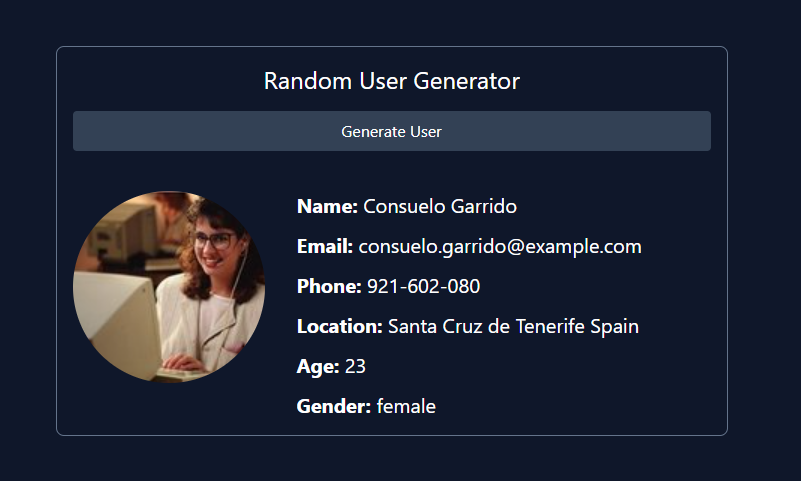 Random User Generator
Generate User
Name: Consuelo Garrido
Email: consuelo.garrido@example.com
Phone: 921-602-080
Location: Santa Cruz de Tenerife Spain
Age: 23
Gender: female